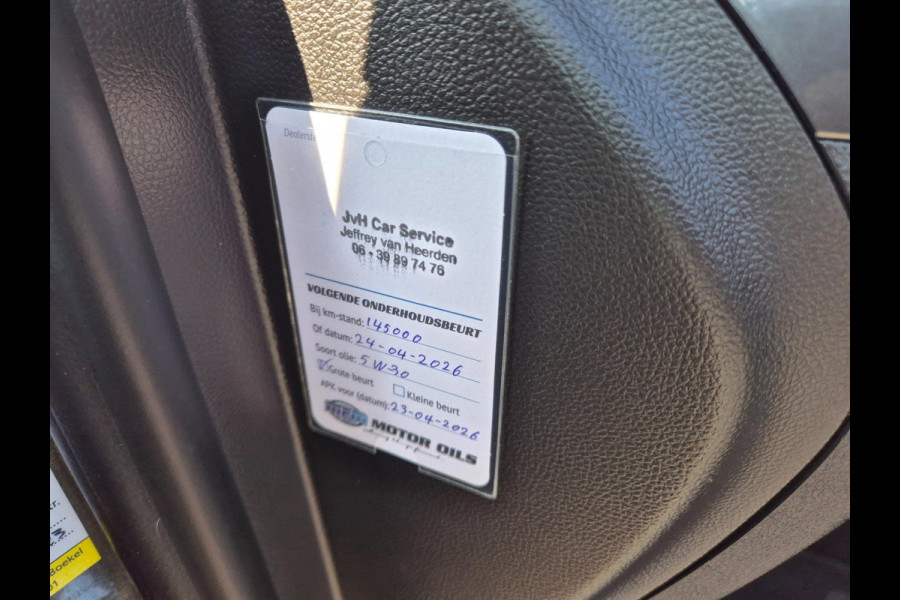 JvH Car Service
Jeffrey van Heerden
06 - 39 89 74 76
VOLGENDE ONDERHOUDSBEURT
Bij km-stand: 145000
Of datum: 24-04-2026
Soort olie: 5W30
Grote beurt Kleine beurt
APK voor (datum): 23-04-2026
MOTOR OILS
Boekel